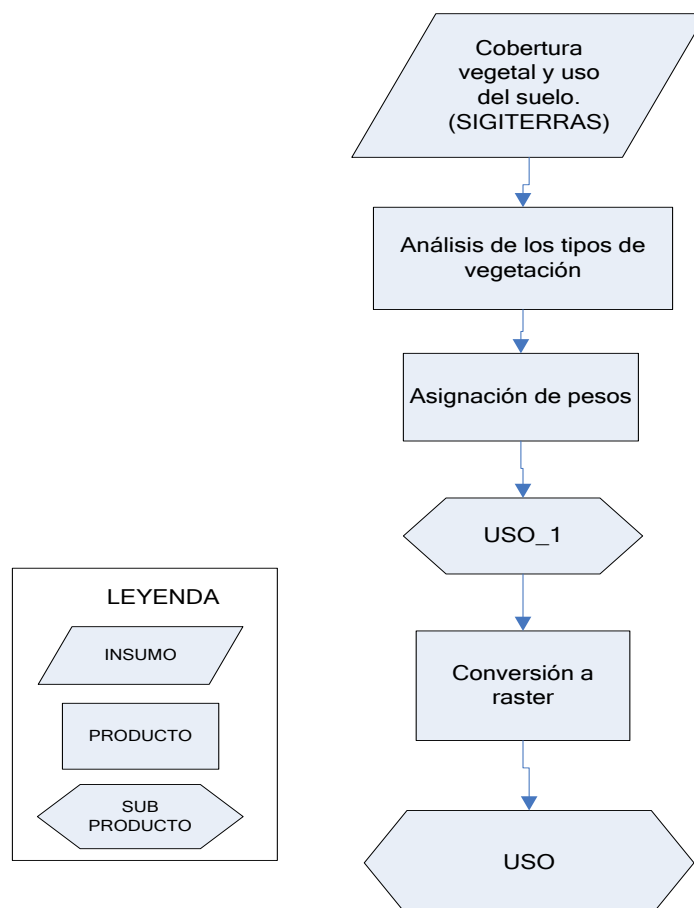 Cobertura
vegetal y uso
del suelo.
(SIGITERRAS)
Análisis de los tipos de
vegetación
Asignación de pesos
USO_1
Conversión a
raster
USO
LEYENDA
INSUMO
PRODUCTO
SUB
PRODUCTO